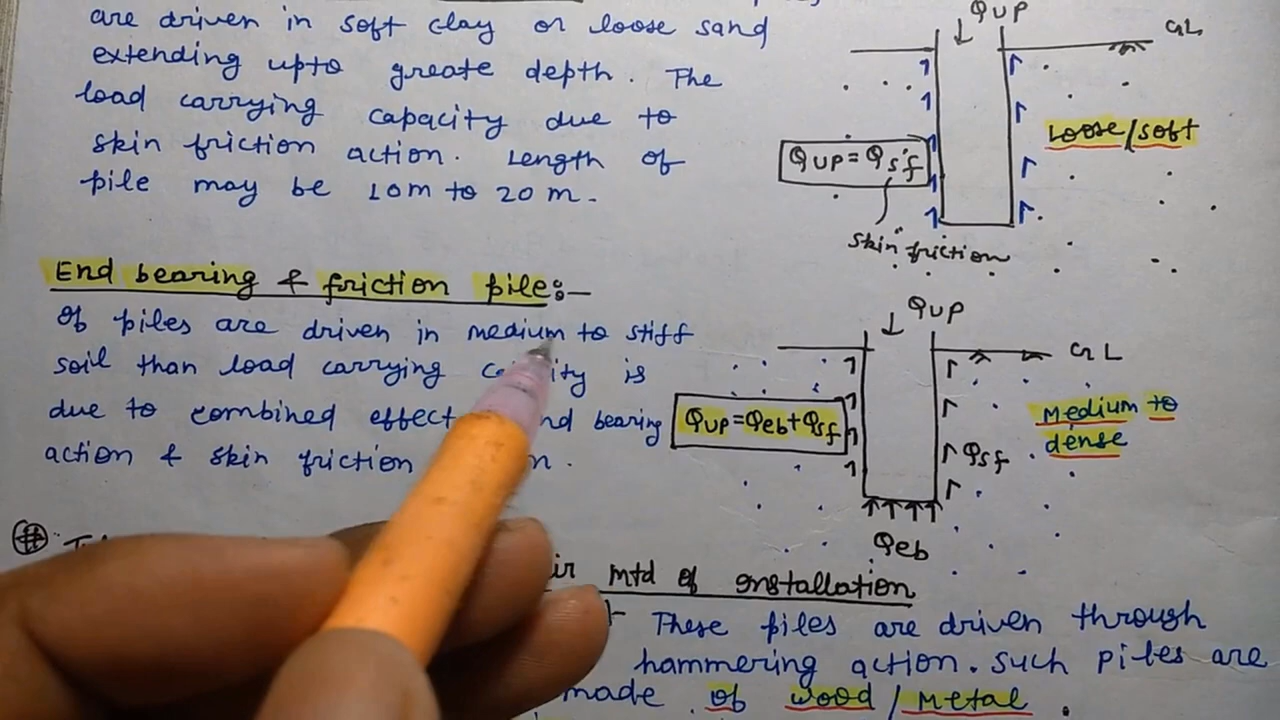 are driven in soft clay or loose sand
extending upto greate depth. The
load carrying capacity due to
skin friction action. Length of
pile may be 10m to 20 m.
QUP
GL
Loose/soft
QUP = Qsf
skin friction
End bearing & friction pile:-
If piles are driven in medium to stiff
soil than load carrying is
due to combined effect bearing
action & skin friction
QUP
GL
QUP = Qeb + Qsf
Medium to
dense
Qsf
Qeb
mtd of installation
These piles are driven through
hammering action. Such piles are
made of wood/metal.